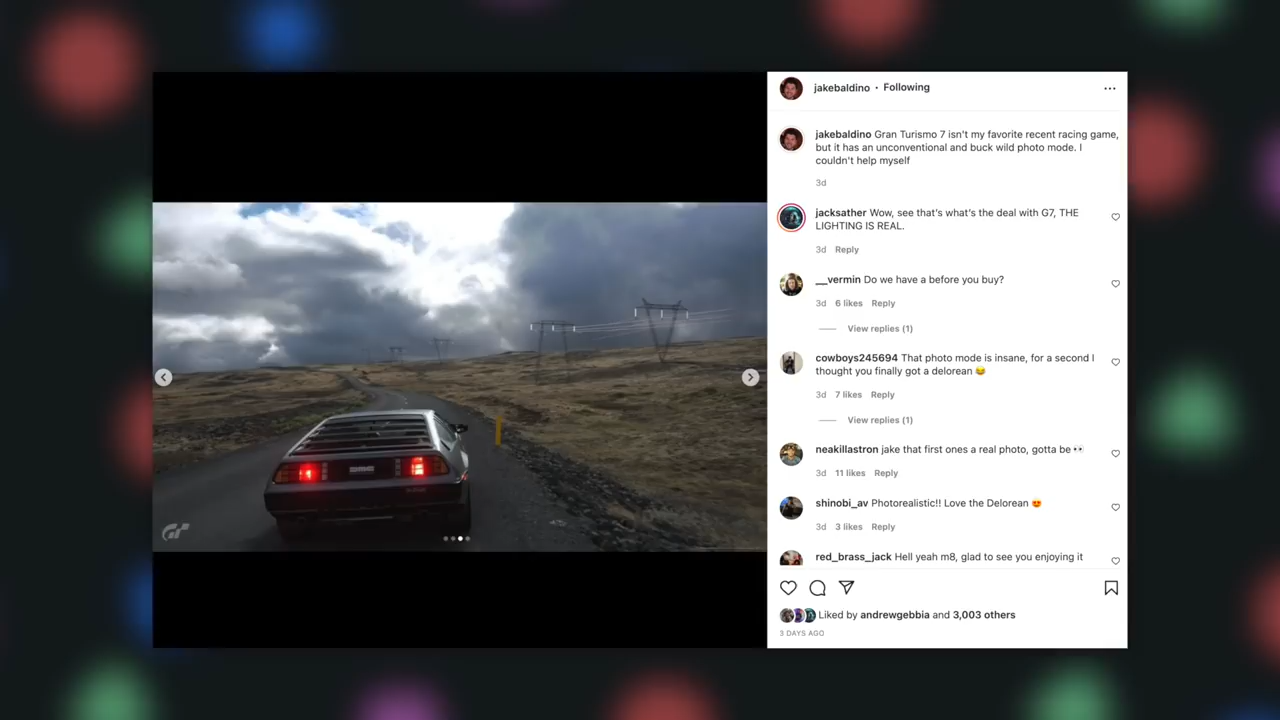 jakebaldino • Following
jakebaldino Gran Turismo 7 isn't my favorite recent racing game,
but it has an unconventional and buck wild photo mode. I
couldn't help myself
3d
jacksather Wow, see that's what's the deal with G7, THE
LIGHTING IS REAL.
3d Reply
__vermin Do we have a before you buy?
3d 6 likes Reply
View replies (1)
cowboys245694 That photo mode is insane, for a second I
thought you finally got a delorean 😂
3d 7 likes Reply
View replies (1)
neakillastron jake that first ones a real photo, gotta be 👀
3d 11 likes Reply
shinobi_av Photorealistic!! Love the Delorean 😍
3d 3 likes Reply
red_brass_jack Hell yeah m8, glad to see you enjoying it
Liked by andrewgebbia and 3,003 others
3 DAYS AGO
DMC
GT